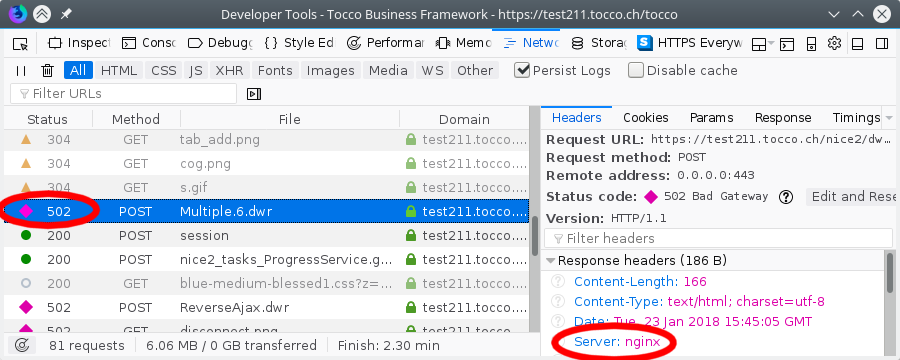 Developer Tools - Tocco Business Framework - https://test211.tocco.ch/tocco
Inspect Conso Debug Style Ed Perform Memo Netwo Storag HTTPS Everyw
All HTML CSS JS XHR Fonts Images Media WS Other Persist Logs Disable cache
Filter URLs
Status Method File Domain
304 GET tab_add.png test211.tocco....
304 GET cog.png test211.tocco....
304 GET s.gif test211.tocco....
502 POST Multiple.6.dwr test211.tocco....
200 POST session test211.tocco....
200 POST nice2_tasks_ProgressService.g... test211.tocco....
GET blue-medium-blessed1.css?z=... test211.tocco....
502 POST ReverseAjax.dwr test211.tocco....
502 GET disconnect.png test211.tocco....
81 requests 6.06 MB / 0 GB transferred Finish: 2.30 min
Headers Cookies Params Response Timings
Request URL: https://test211.tocco.ch/nice2/dw...
Request method: POST
Remote address: 0.0.0.0:443
Status code: 502 Bad Gateway ? Edit and Rese
Version: HTTP/1.1
Filter headers
Response headers (186 B)
? Content-Length: 166
? Content-Type: text/html; charset=utf-8
? Date: Tue, 23 Jan 2018 15:45:05 GMT
Server: nginx